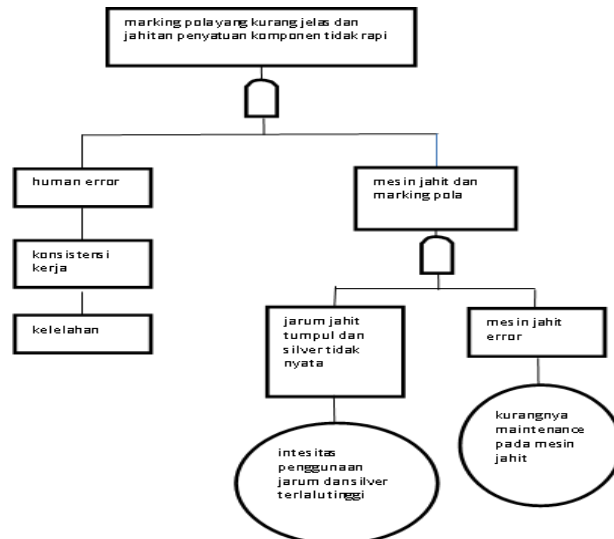 marking pola yang kurang jelas dan
jahitan penyatuan komponen tidak rapi
human error
mesin jahit dan
marking pola
konsistensi
kerja
kelelahan
jarum jahit
tumpul dan
silver tidak
nyata
mesin jahit
error
intesitas
penggunaan
jarum dan silver
terlalu tinggi
kurangnya
maintenance
pada mesin
jahit